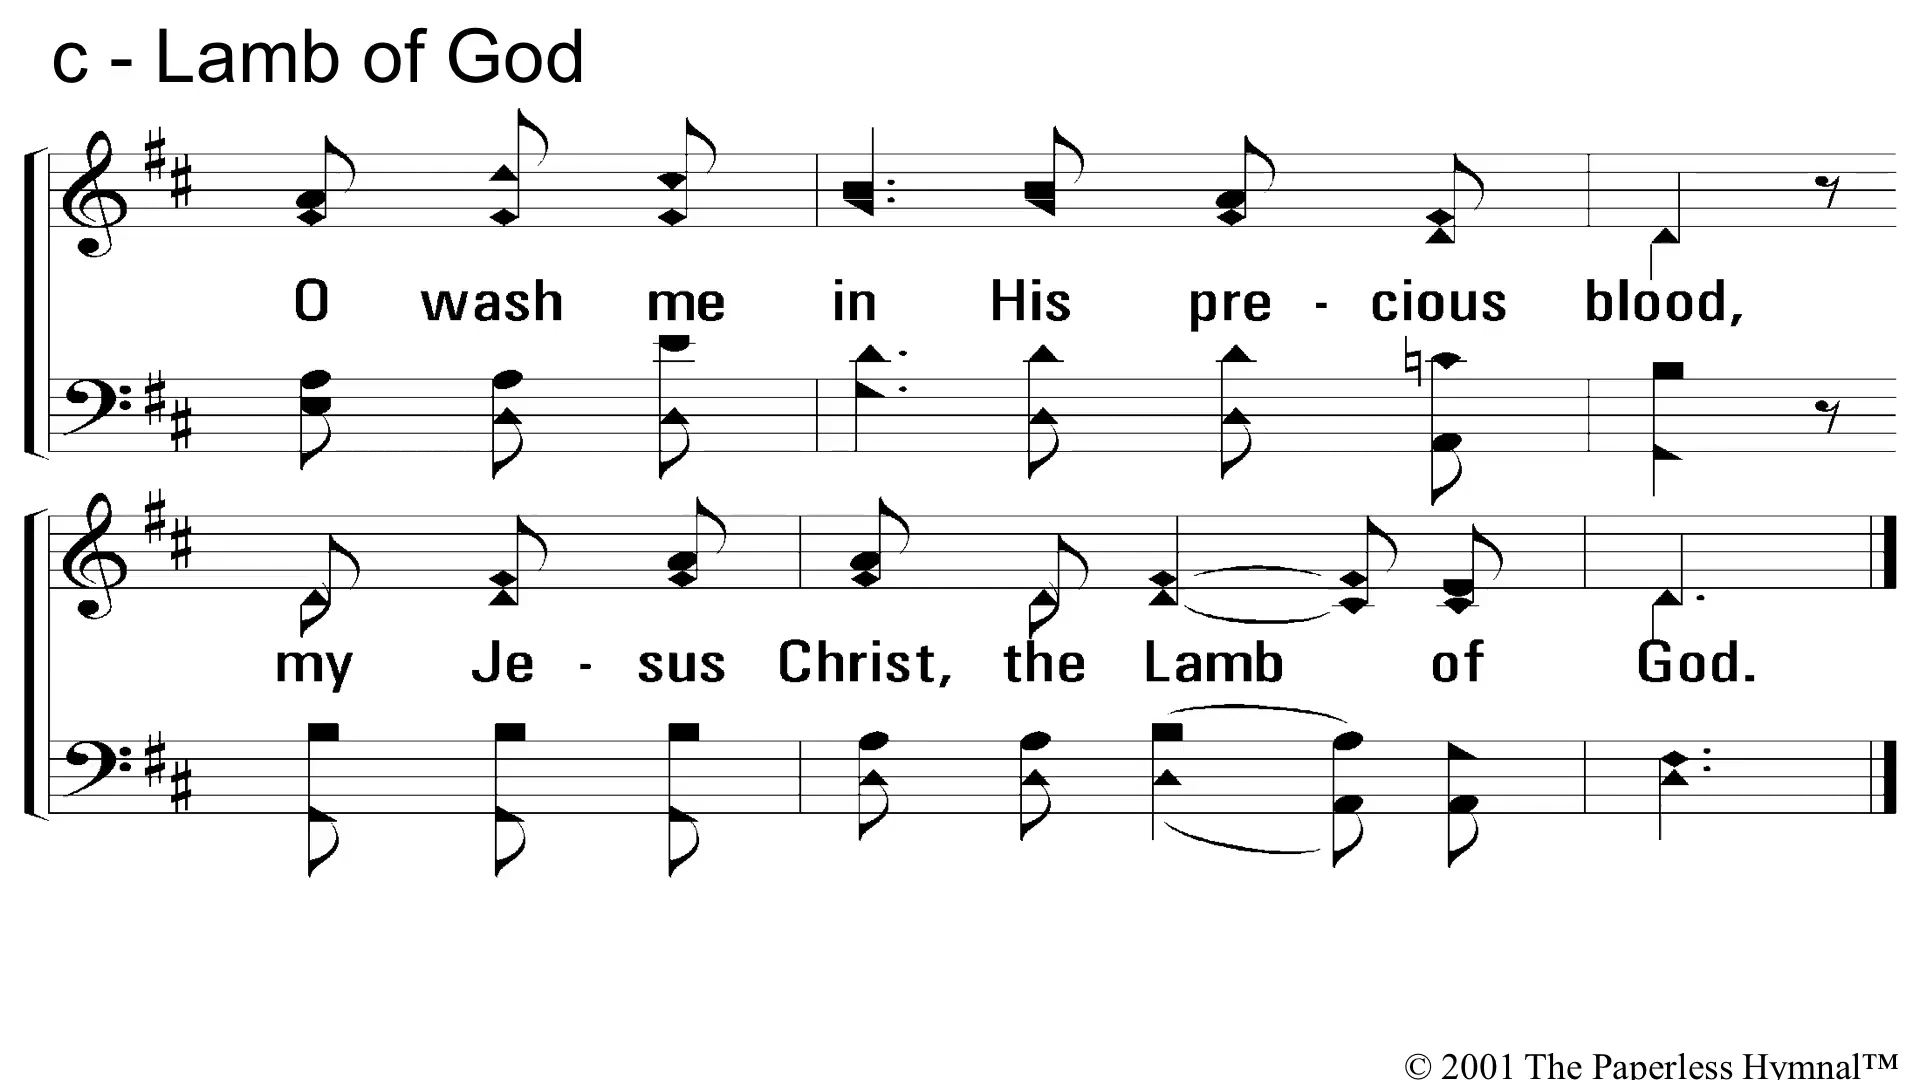 c - Lamb of God
O wash me in His pre - cious blood,
my Je - sus Christ, the Lamb of God.
© 2001 The Paperless Hymnal™